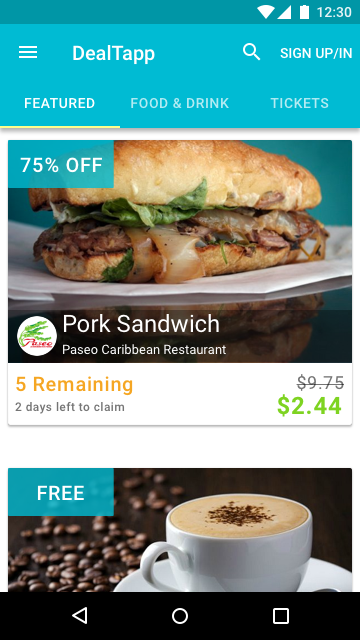 12:30
DealTapp
SIGN UP/IN
FEATURED
FOOD & DRINK
TICKETS
75% OFF
Paseo
Pork Sandwich
Paseo Caribbean Restaurant
5 Remaining
$9.75
2 days left to claim
$2.44
FREE